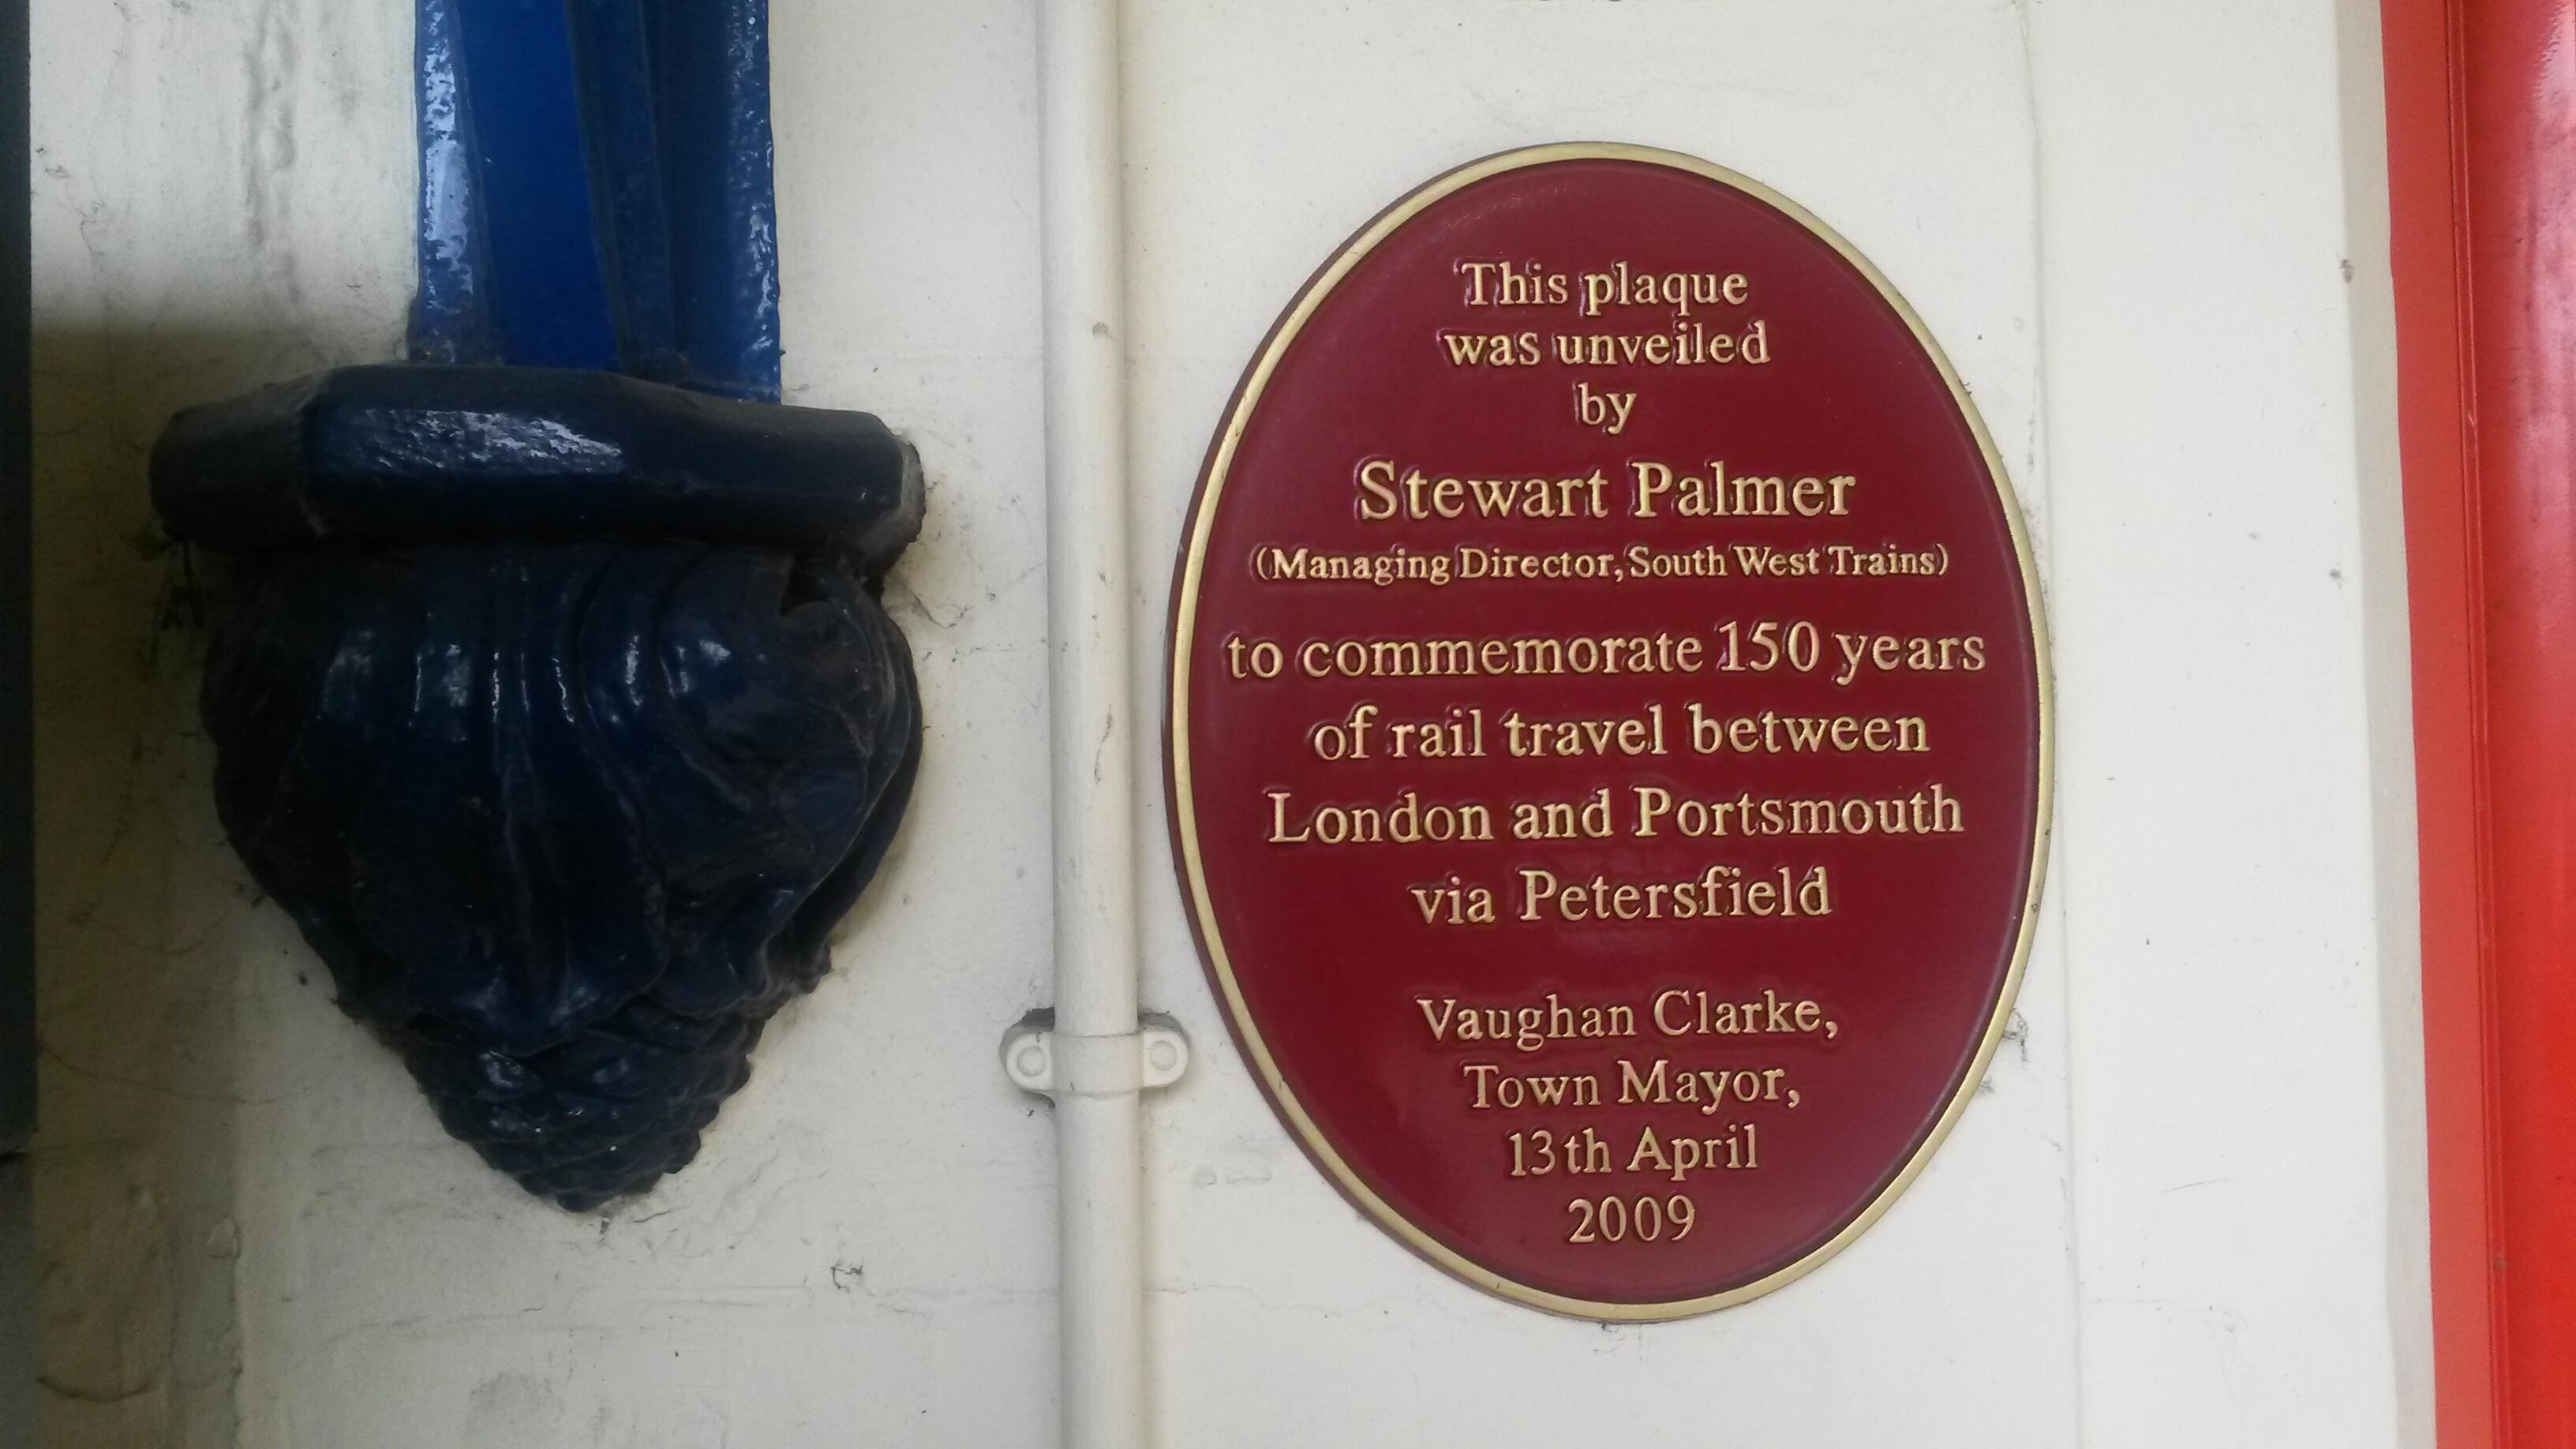 This plaque
was unveiled
by
Stewart Palmer
(Managing Director, South West Trains)
to commemorate 150 years
of rail travel between
London and Portsmouth
via Petersfield
Vaughan Clarke,
Town Mayor,
13th April
2009